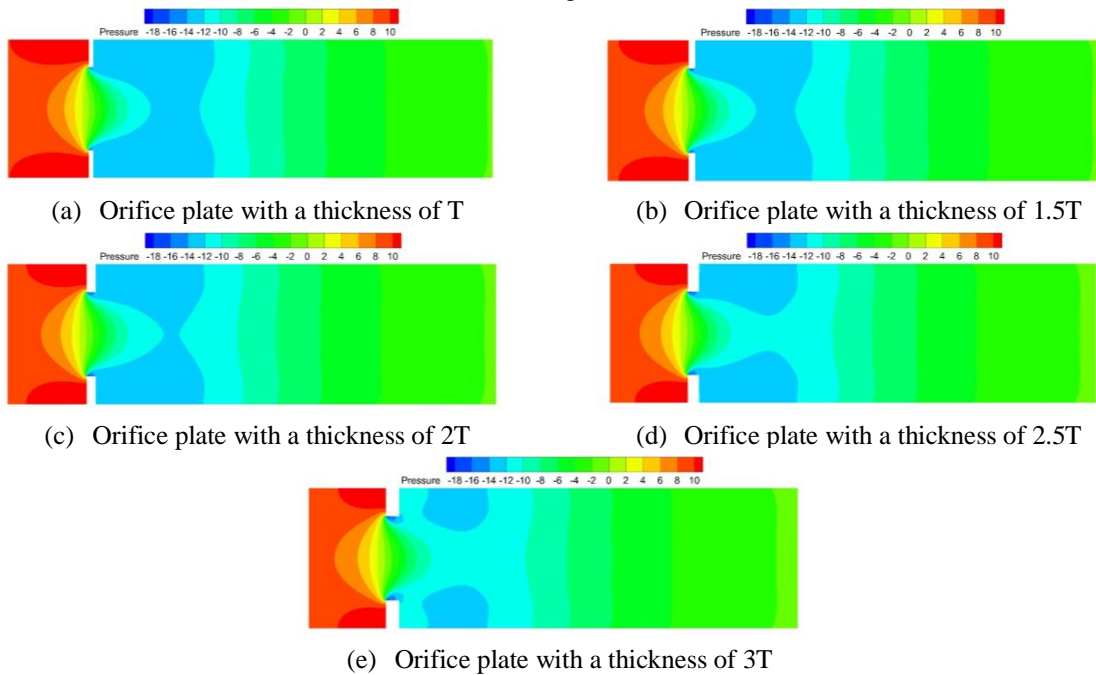 -18 -16 -14 -12 -10 -8 -6 -4 -2 0 2 4 6 8 10
Pressure
-18 -16 -14 -12 -10 -8 -6 -4 -2 0 2 4 6 8 10
Pressure
(a) Orifice plate with a thickness of T
(b) Orifice plate with a thickness of 1.5T
Pressure -18 -16 -14 -12 -10 -8 -6 -4 -2 0 2 4 6 8 10
Pressure -18 -16 -14 -12 -10 -8 -6 -4 -2 0 2 4 6 8 10
(c) Orifice plate with a thickness of 2T
(d) Orifice plate with a thickness of 2.5T
Pressure -18 -16 -14 -12 -10 -8 -6 -4 -2 0 2 4 6 8 10
(e) Orifice plate with a thickness of 3T